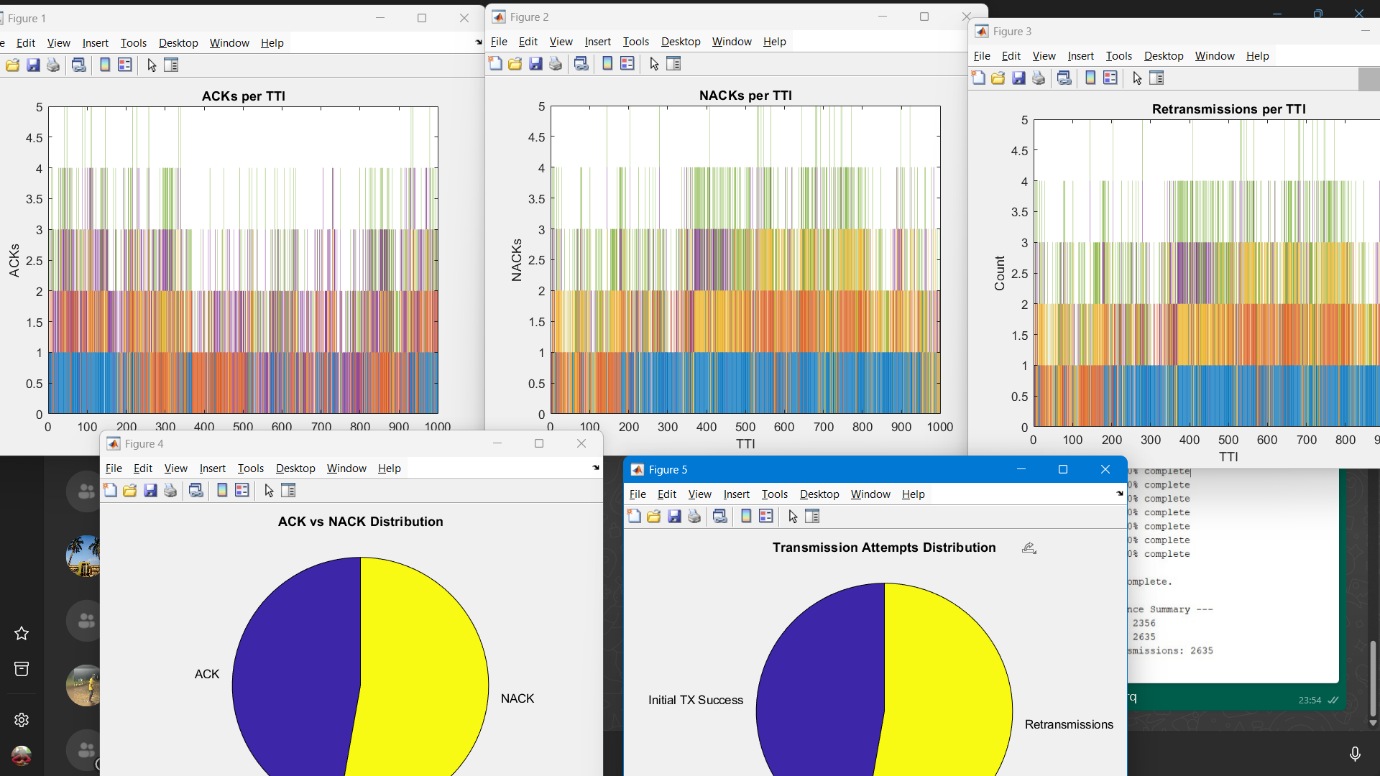 Figure 1
Edit View Insert Tools Desktop Window Help
ACKs per TTI
ACKs
5
4.5
4
3.5
3
2.5
2
1.5
1
0.5
0
0 100 200 300 400 500 600 700 800 900 1000
Figure 2
File Edit View Insert Tools Desktop Window Help
NACKs per TTI
NACKs
5
4.5
4
3.5
3
2.5
2
1.5
1
0.5
0
0 100 200 300 400 500 600 700 800 900 1000
TTI
Figure 3
File Edit View Insert Tools Desktop Window Help
Retransmissions per TTI
Count
5
4.5
4
3.5
3
2.5
2
1.5
1
0.5
0
0 100 200 300 400 500 600 700 800
TTI
Figure 4
File Edit View Insert Tools Desktop Window Help
ACK vs NACK Distribution
ACK
NACK
Figure 5
File Edit View Insert Tools Desktop Window Help
Transmission Attempts Distribution
Initial TX Success
Retransmissions
0% complete
0% complete
0% complete
0% complete
0% complete
0% complete
0% complete
omplete.
nce Summary ---
2356
2635
smissions: 2635
rq
23:54